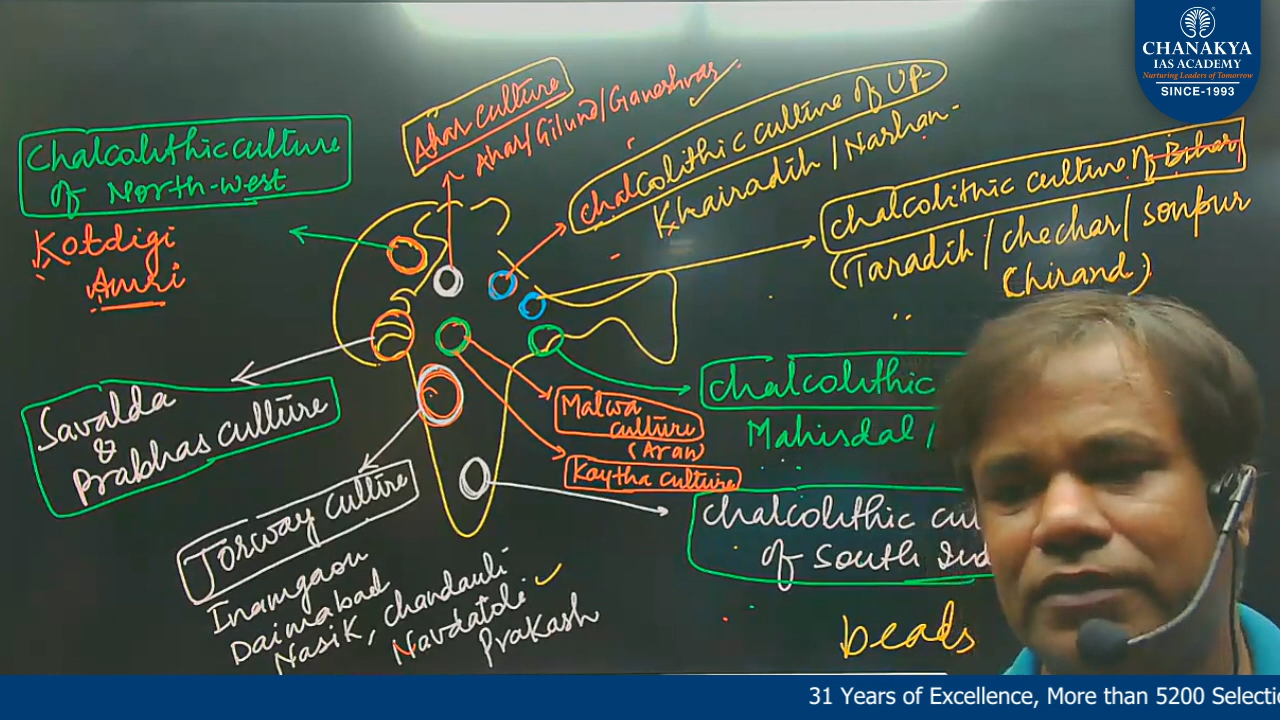 CHANAKYA
IAS ACADEMY
Nurturing Leaders of Tomorrow
SINCE-1993
Ahar culture
Ahar/Gilund/Ganeshvar
chalcolithic culture of UP-
Khairadih / Narhan-
chalcolithic culture of Bihar/
(Taradih / chechar / sonpur
Chirand)
Chalcolithic culture
of North-west
Kotdigi
Amri
Savalda
&
Prabhas culture
Malwa
culture
(Aran)
Kaytha culture
chalcolithic
Mahisdal /
chalcolithic cul
of South Ind
Jorway culture
Inamgaon
Daimabad
Nasik, chandauli
Navdatoli
Prakash
beads
31 Years of Excellence, More than 5200 Selecti